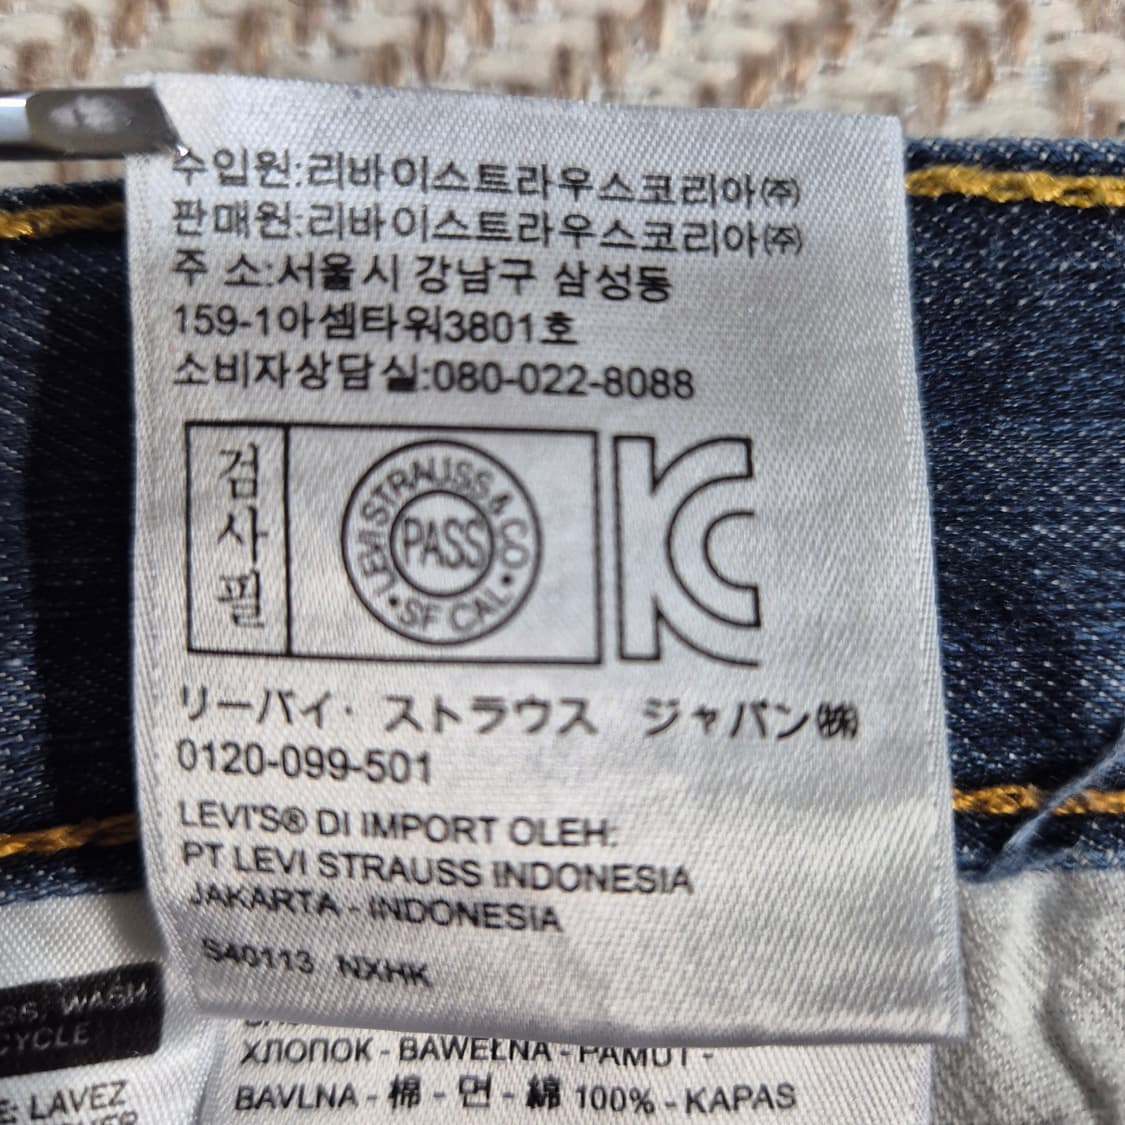 수입원:리바이스트라우스코리아㈜
판매원:리바이스트라우스코리아㈜
주 소:서울시 강남구 삼성동
159-1아셈타워3801호
소비자상담실:080-022-8088
검사필
LEVI STRAUSS & CO • SF CAL •
PASS
KC
リーバイ· ストラウス ジャパン㈱
0120-099-501
LEVI'S® DI IMPORT OLEH:
PT LEVI STRAUSS INDONESIA
JAKARTA - INDONESIA
S40113 NXHK
WASH
CYCLE
LAVEZ
ХЛОПОК - BAWEŁNA - PAMUT -
BAVLNA - 棉 - 면 - 綿 100% - KAPAS